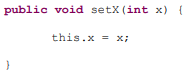 public void setX(int x) {
this.x = x;
}